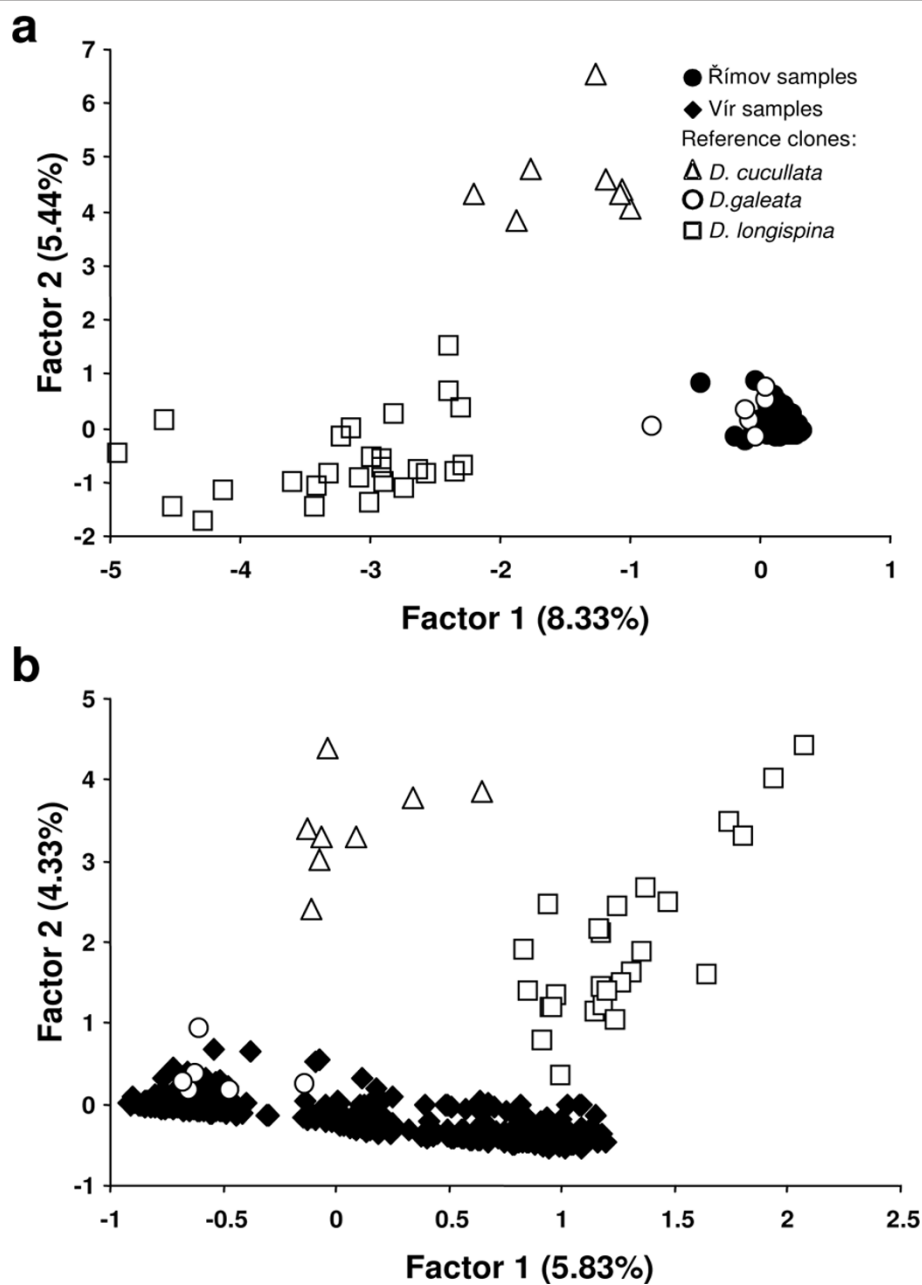 a
7
6
5
4
3
2
1
0
-1
-2
Factor 2 (5.44%)
Římov samples
Vír samples
Reference clones:
D. cucullata
D.galeata
D. longispina
-5 -4 -3 -2 -1 0 1
Factor 1 (8.33%)
b
5
4
3
2
1
0
-1
Factor 2 (4.33%)
-1 -0.5 0 0.5 1 1.5 2 2.5
Factor 1 (5.83%)